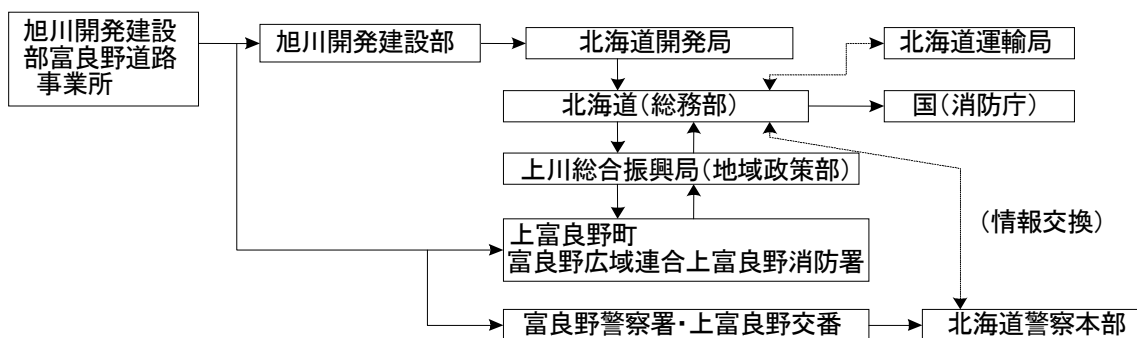 旭川開発建設
部富良野道路
事業所
旭川開発建設部
北海道開発局
北海道運輸局
北海道（総務部）
国（消防庁）
上川総合振興局（地域政策部）
（情報交換）
上富良野町
富良野広域連合上富良野消防署
富良野警察署・上富良野交番
北海道警察本部